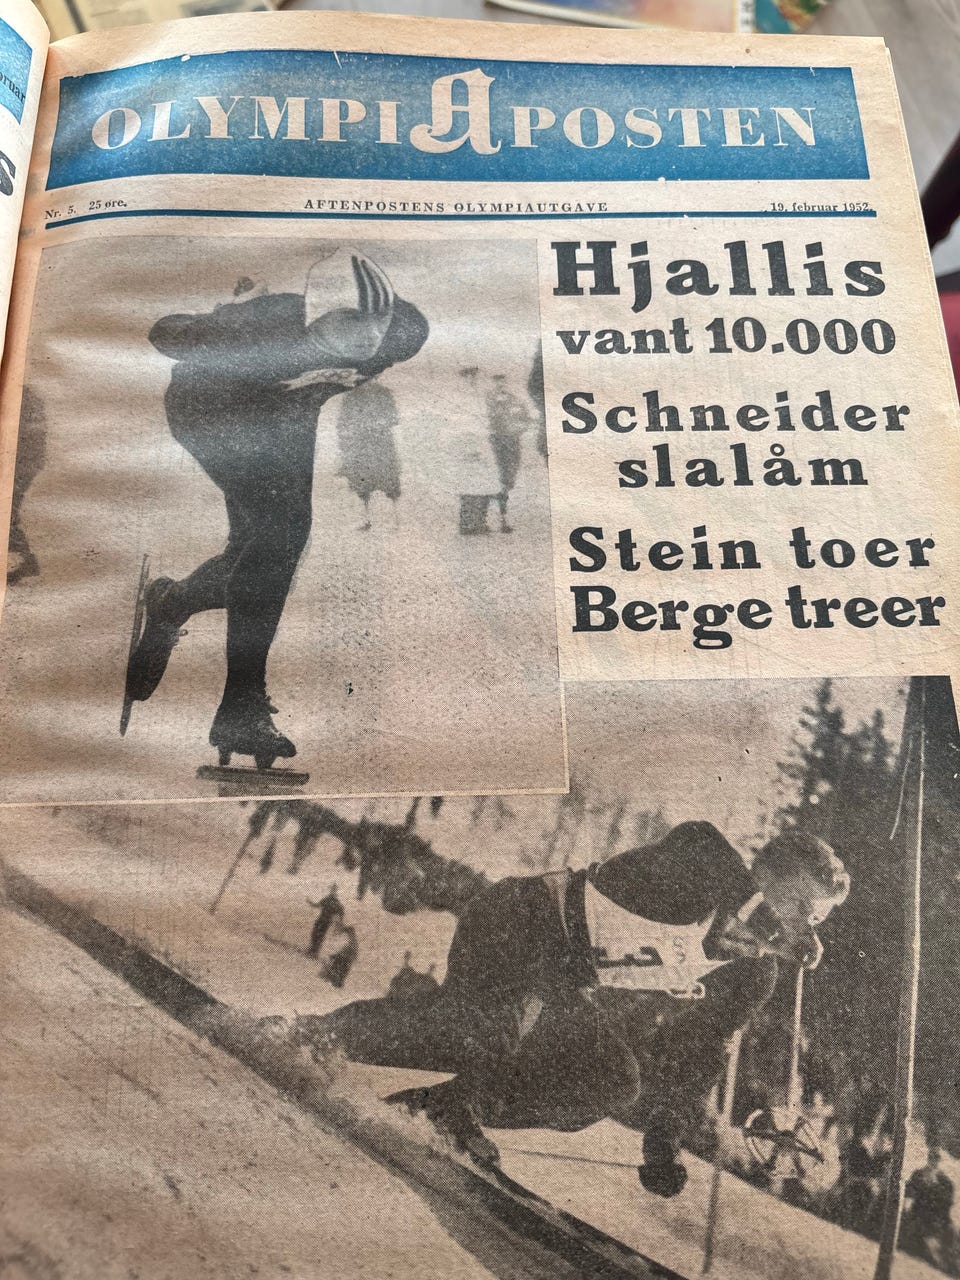 OLYMPIAPOSTEN
Nr. 5. 25 øre.
AFTENPOSTENS OLYMPIAUTGAVE
19. februar 1952.
Hjallis
vant 10.000
Schneider
slalåm
Stein toer
Berge treer